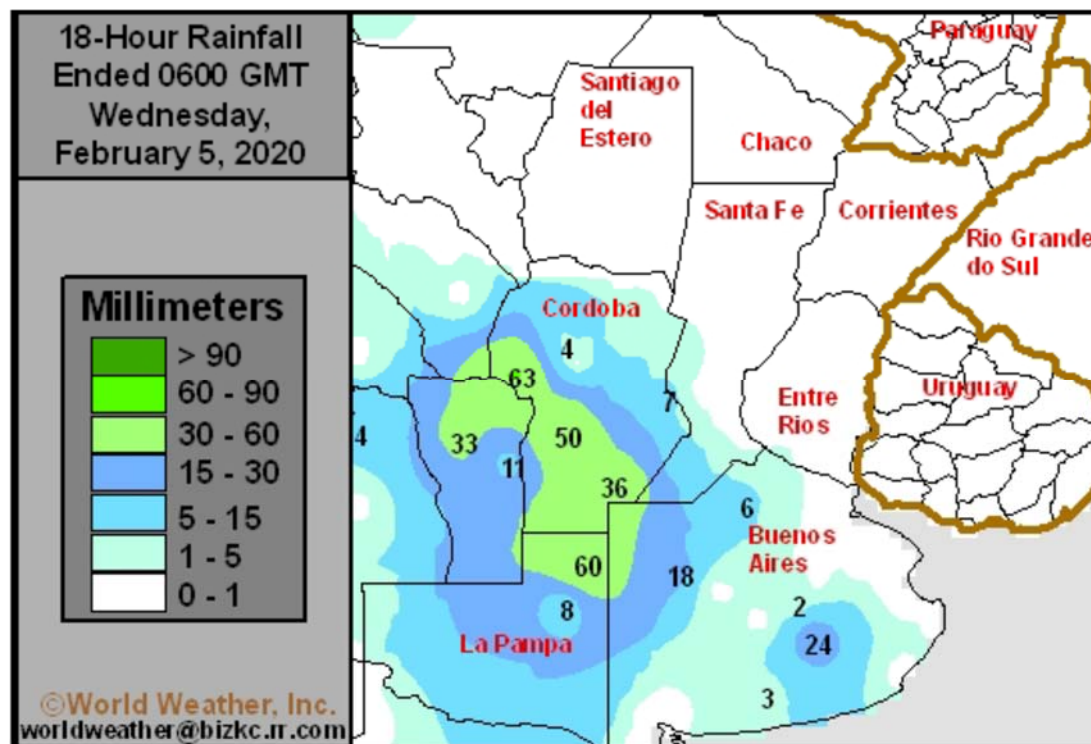 18-Hour Rainfall
Ended 0600 GMT
Wednesday,
February 5, 2020
Millimeters
> 90
60 - 90
30 - 60
15 - 30
5 - 15
1 - 5
0 - 1
©World Weather, Inc.
worldweather@bizkc.rr.com
Paraguay
Santiago
del
Estero
Chaco
Santa Fe
Corrientes
Rio Grande
do Sul
Cordoba
4
63
7
Entre
Rios
Uruguay
4
33
50
11
36
6
Buenos
Aires
60
18
8
2
La Pampa
24
3